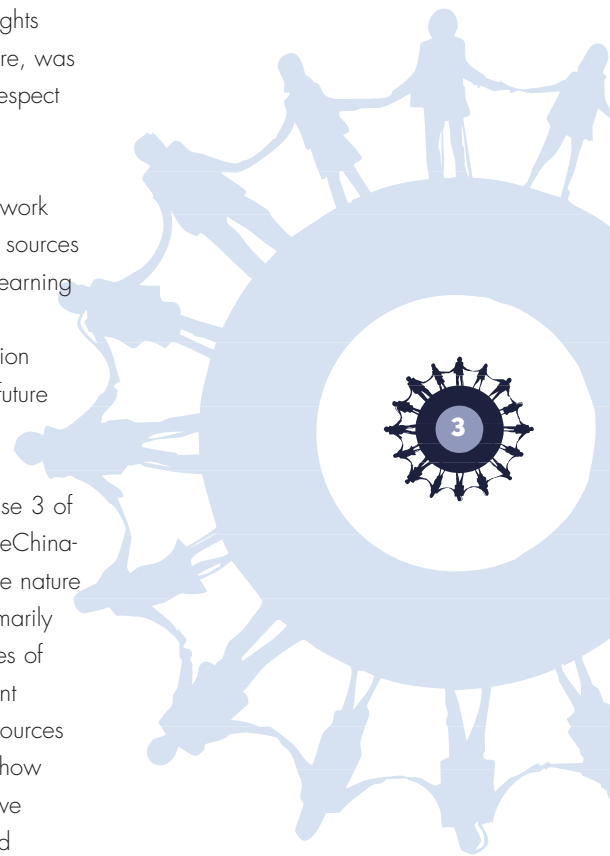 ghts
re, was
espect
work
sources
earning
ion
future
se 3 of
eChina-
e nature
marily
es of
nt
ources
how
ve
d
3